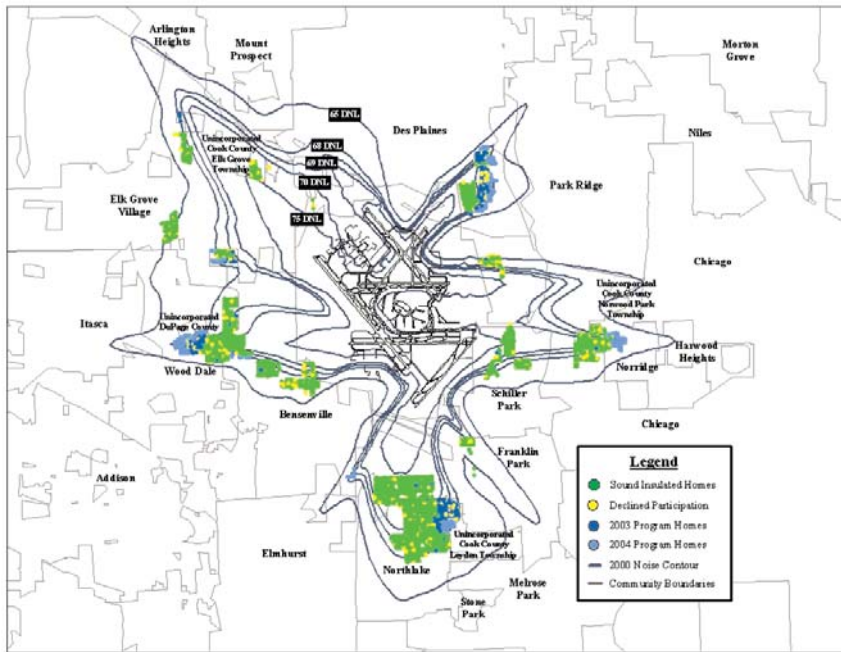 Arlington
Heights
Mount
Prospect
Morton
Grove
65 DNL
Des Plaines
Niles
68 DNL
Unincorporated
Cook County
Elk Grove
Township
69 DNL
70 DNL
Park Ridge
Elk Grove
Village
75 DNL
Chicago
Unincorporated
Cook County
Norwood Park
Township
Itasca
Unincorporated
DuPage County
Harwood
Heights
Wood Dale
Norridge
Schiller
Park
Bensenville
Chicago
Franklin
Park
Addison
Unincorporated
Cook County
Leyden Township
Elmhurst
Northlake
Melrose
Park
Stone
Park
Legend
Sound Insulated Homes
Declined Participation
2003 Program Homes
2004 Program Homes
2000 Noise Contour
Community Boundaries